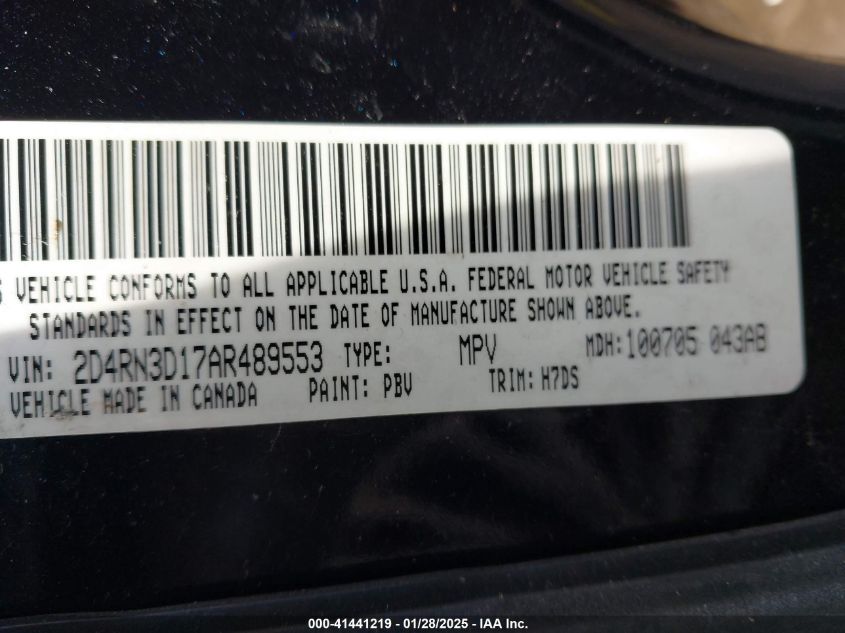 VEHICLE CONFORMS TO ALL APPLICABLE U.S.A. FEDERAL MOTOR VEHICLE SAFETY
STANDARDS IN EFFECT ON THE DATE OF MANUFACTURE SHOWN ABOVE.
VIN: 2D4RN3D17AR489553 TYPE: MPV MDH:100705 043AB
VEHICLE MADE IN CANADA PAINT: PBV TRIM: H7DS
000-41441219 - 01/28/2025 - IAA Inc.